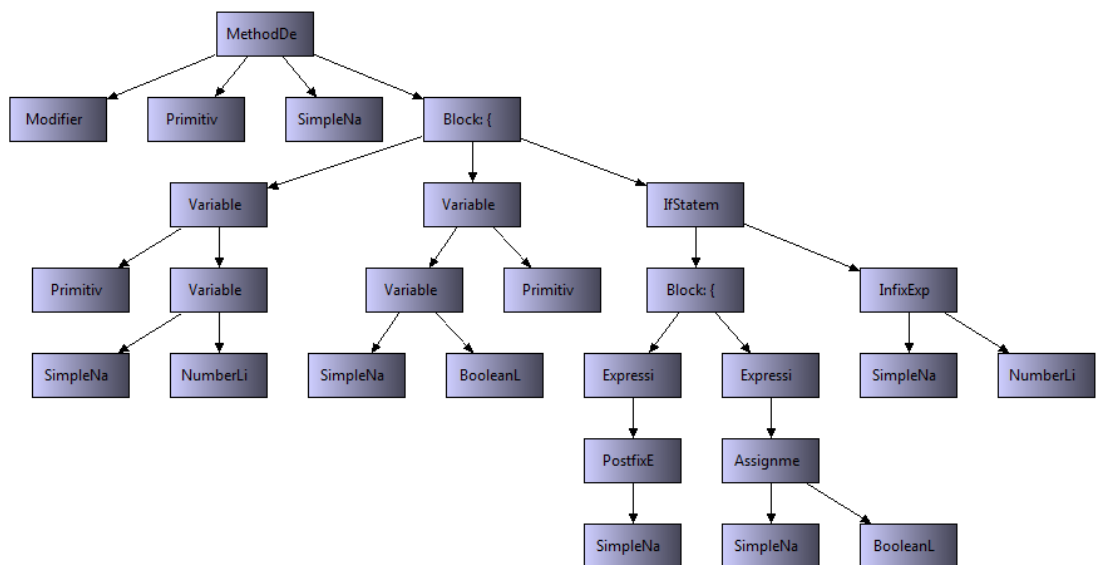 MethodDe
Modifier
Primitiv
SimpleNa
Block: {
Variable
Variable
IfStatem
Primitiv
Variable
Variable
Primitiv
Block: {
InfixExp
SimpleNa
NumberLi
SimpleNa
BooleanL
Expressi
Expressi
SimpleNa
NumberLi
PostfixE
Assignme
SimpleNa
SimpleNa
BooleanL